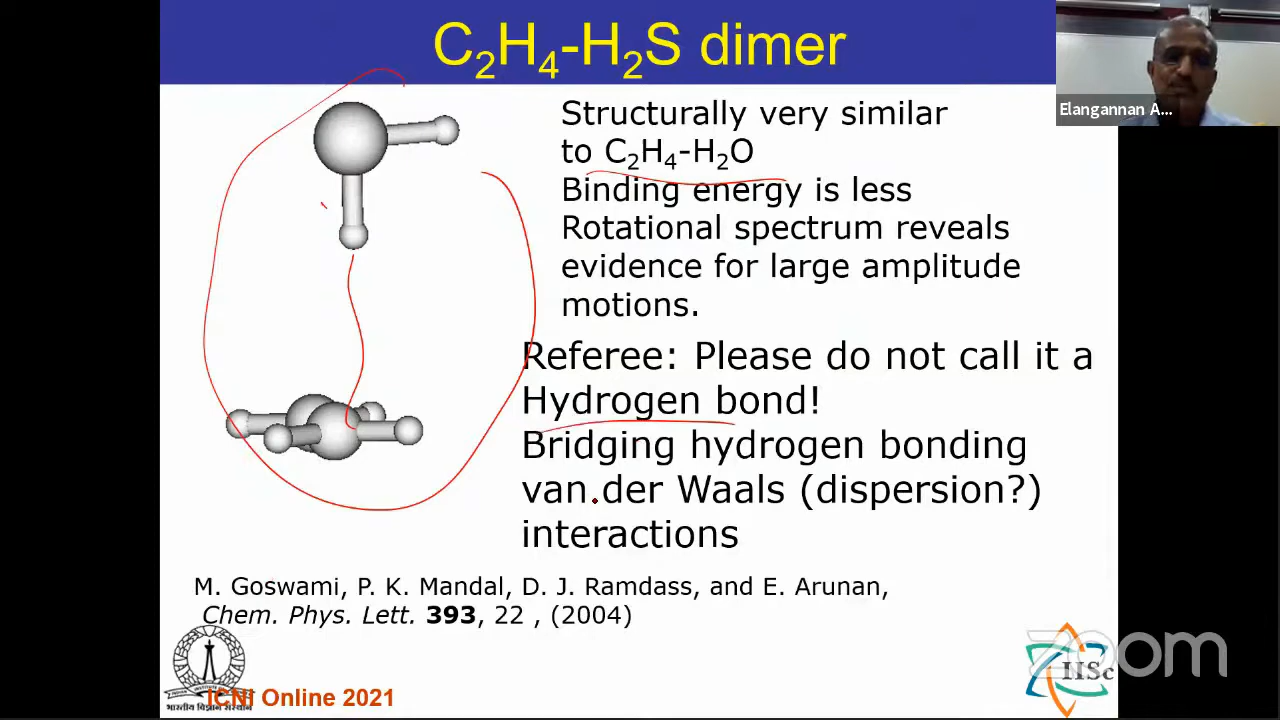 C₂H₄-H₂S dimer
Elangannan A...
Structurally very similar
to C₂H₄-H₂O
Binding energy is less
Rotational spectrum reveals
evidence for large amplitude
motions.
Referee: Please do not call it a
Hydrogen bond!
Bridging hydrogen bonding
van der Waals (dispersion?)
interactions
M. Goswami, P. K. Mandal, D. J. Ramdass, and E. Arunan,
Chem. Phys. Lett. 393, 22 , (2004)
ICNI Online 2021
भारतीय विज्ञान संस्थान
IISc
zoom